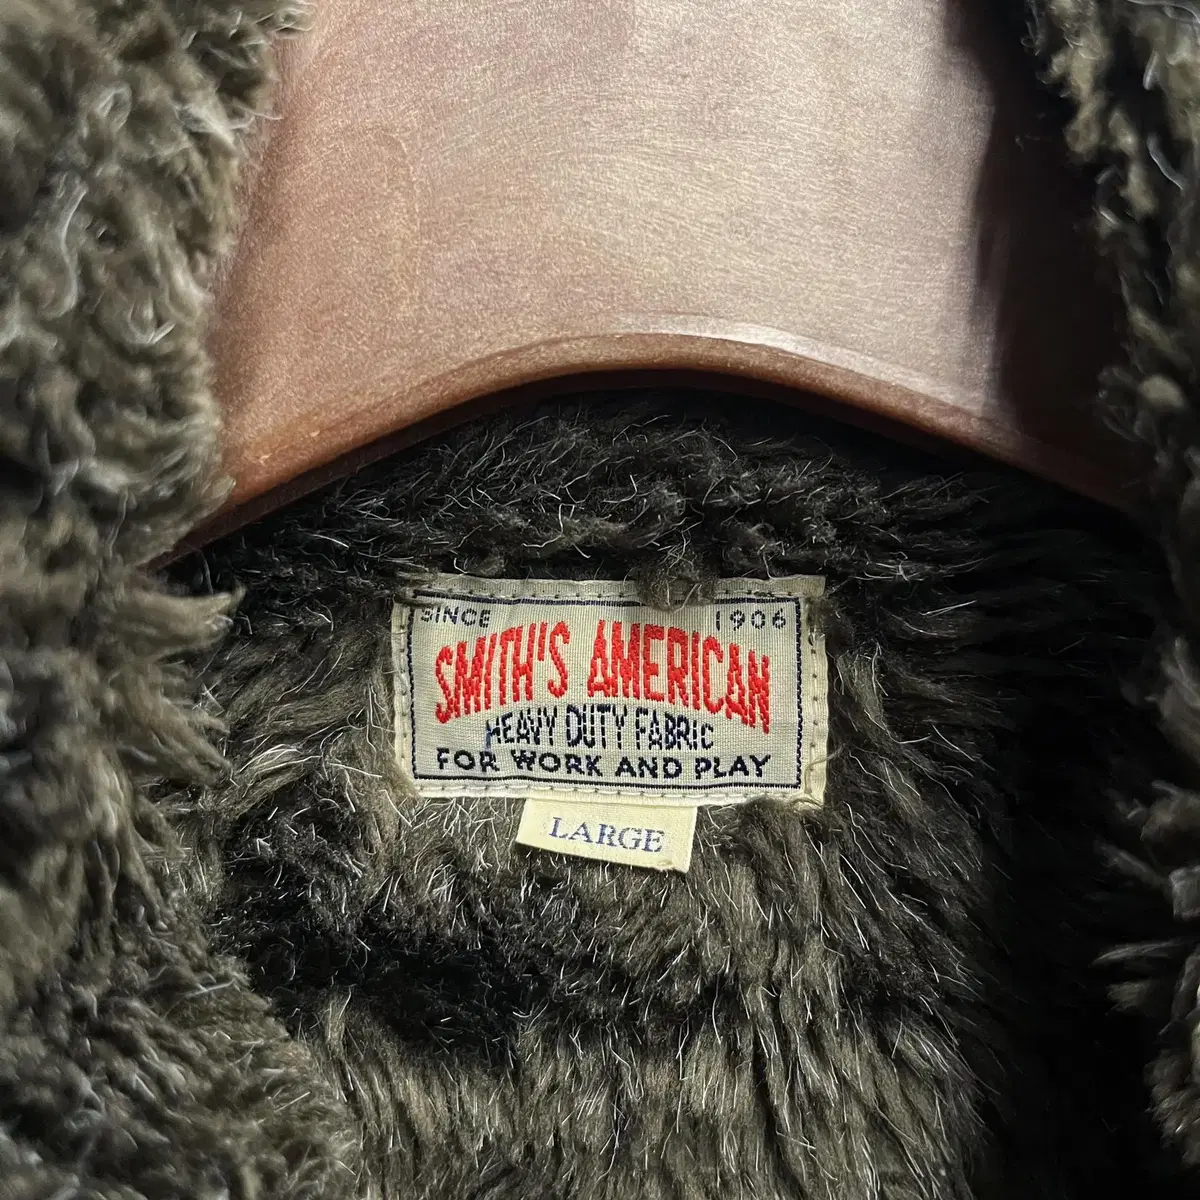 SINCE 1906
SMITH'S AMERICAN
HEAVY DUTY FABRIC
FOR WORK AND PLAY
LARGE